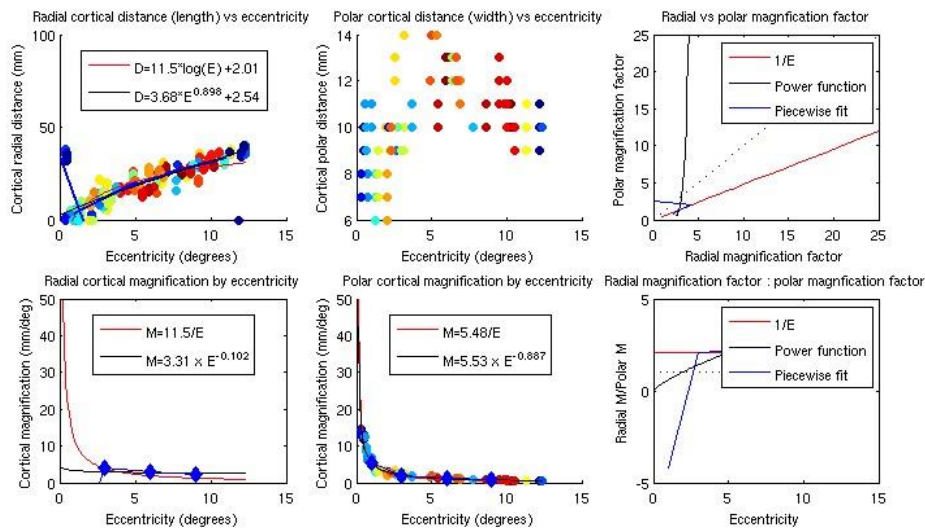 Radial cortical distance (length) vs eccentricity
Polar cortical distance (width) vs eccentricity
Radial vs polar magnfication factor
100
50
0
0 5 10 15
Cortical radial distance (mm)
Eccentricity (degrees)
D=11.5*log(E) +2.01
D=3.68*E^0.898 +2.54
14
12
10
8
6
0 5 10 15
Cortical polar distance (mm)
Eccentricity (degrees)
25
20
15
10
5
0
0 5 10 15 20 25
Polar magnification factor
Radial magnification factor
1/E
Power function
Piecewise fit
Radial cortical magnification by eccentricity
Polar cortical magnification by eccentricity
Radial magnification factor : polar magnfication factor
50
40
30
20
10
0
0 5 10 15
Cortical magnification (mm/deg)
Eccentricity (degrees)
M=11.5/E
M=3.31 × E^-0.102
50
40
30
20
10
0
0 5 10 15
Cortical magnification (mm/deg)
Eccentricity (degrees)
M=5.48/E
M=5.53 × E^-0.887
5
0
-5
0 5 10 15
Radial M/Polar M
Eccentricity
1/E
Power function
Piecewise fit